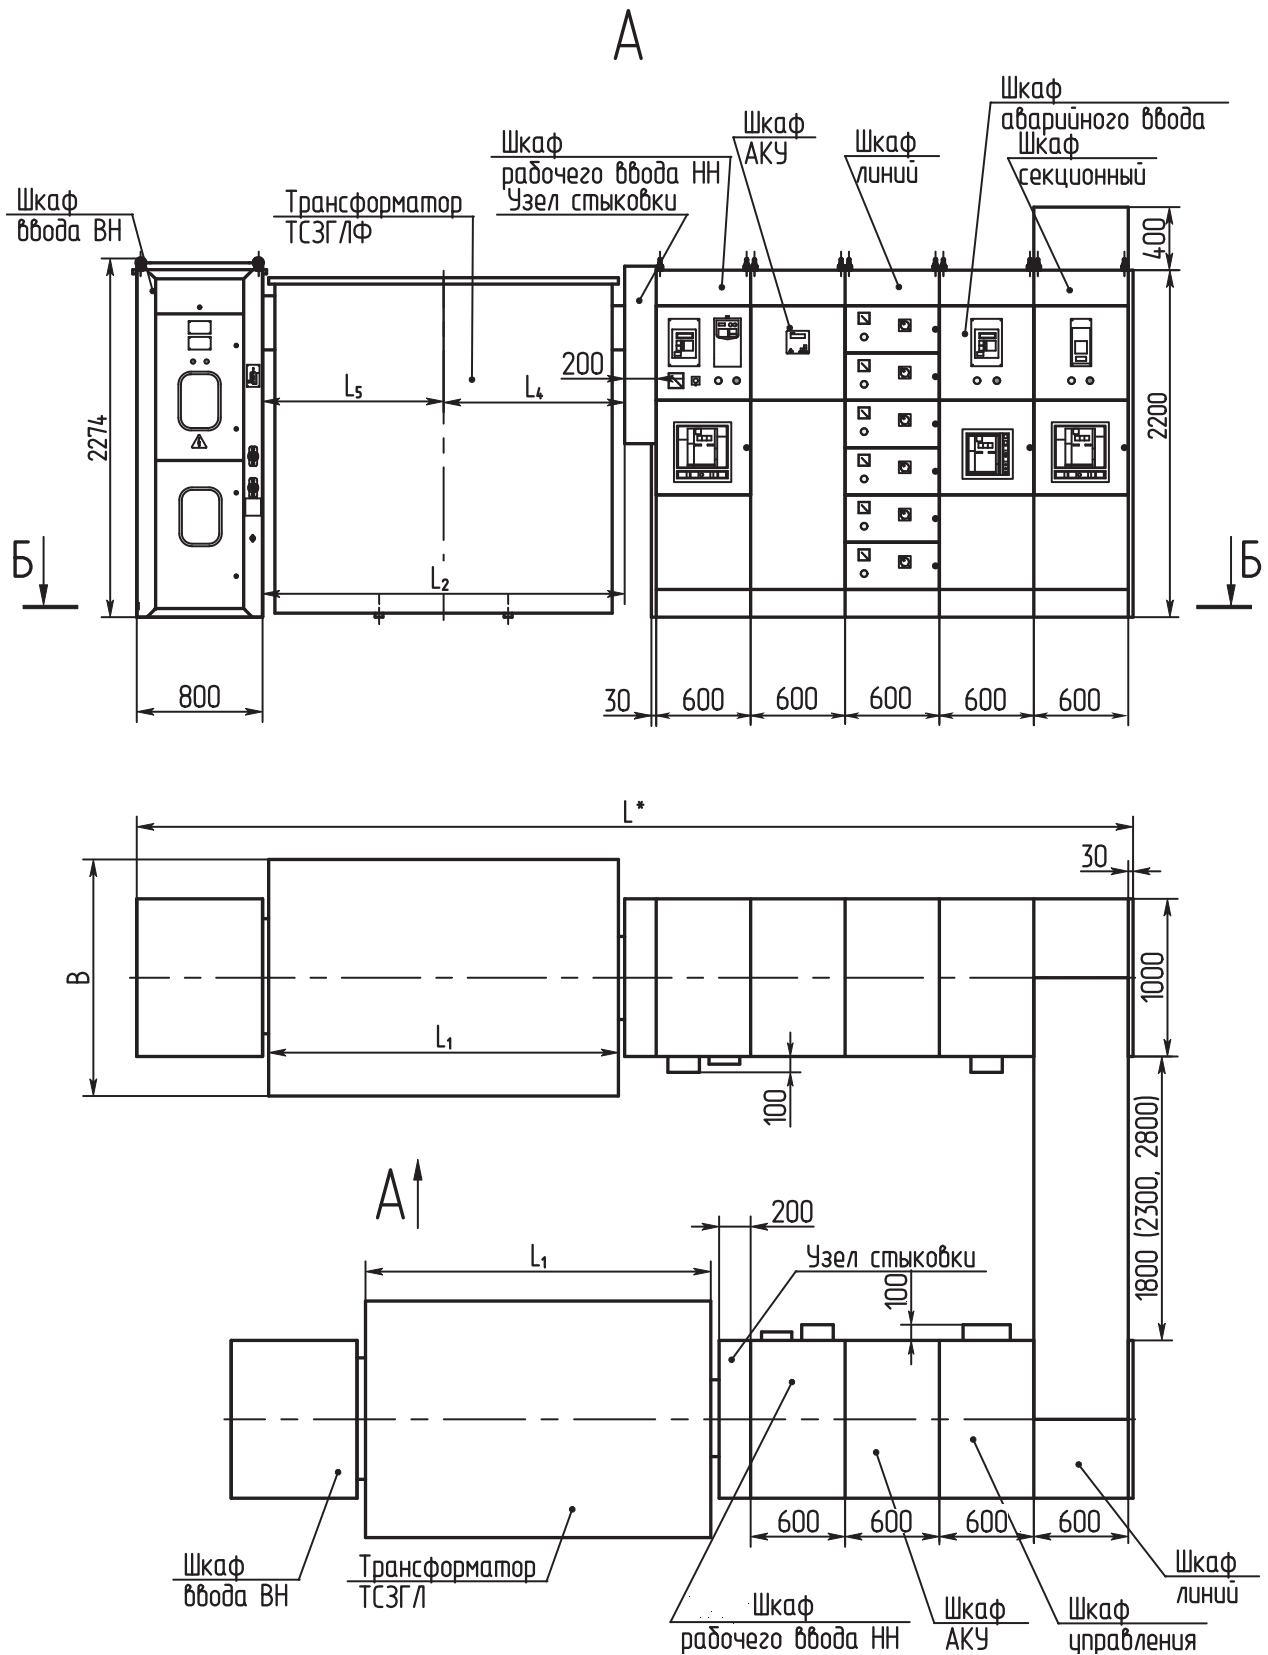 А
Шкаф
аварийного ввода
Шкаф
АКУ
Шкаф
рабочего ввода НН
Шкаф
линий
Шкаф
секционный
Узел стыковки
Шкаф
ввода ВН
Трансформатор
ТСЗГЛФ
400
200
L5
L4
2274
2200
Б
Б
L2
800
30
600
600
600
600
600
L*
30
В
1000
L1
100
1800 (2300, 2800)
А
200
L1
Узел стыковки
100
600
600
600
600
Шкаф
ввода ВН
Трансформатор
ТСЗГЛ
Шкаф
линий
Шкаф
рабочего ввода НН
Шкаф
АКУ
Шкаф
управления